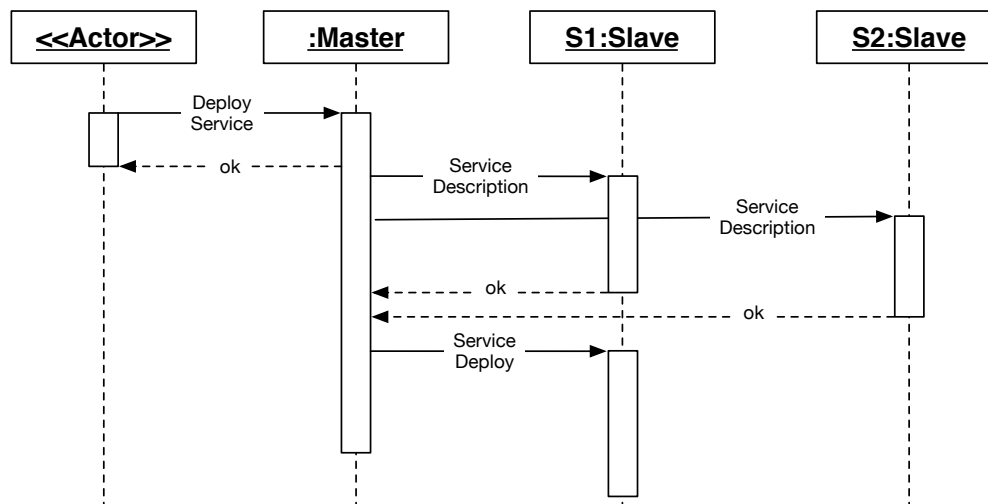 <<Actor>>
:Master
S1:Slave
S2:Slave
Deploy
Service
ok
Service
Description
Service
Description
ok
ok
Service
Deploy